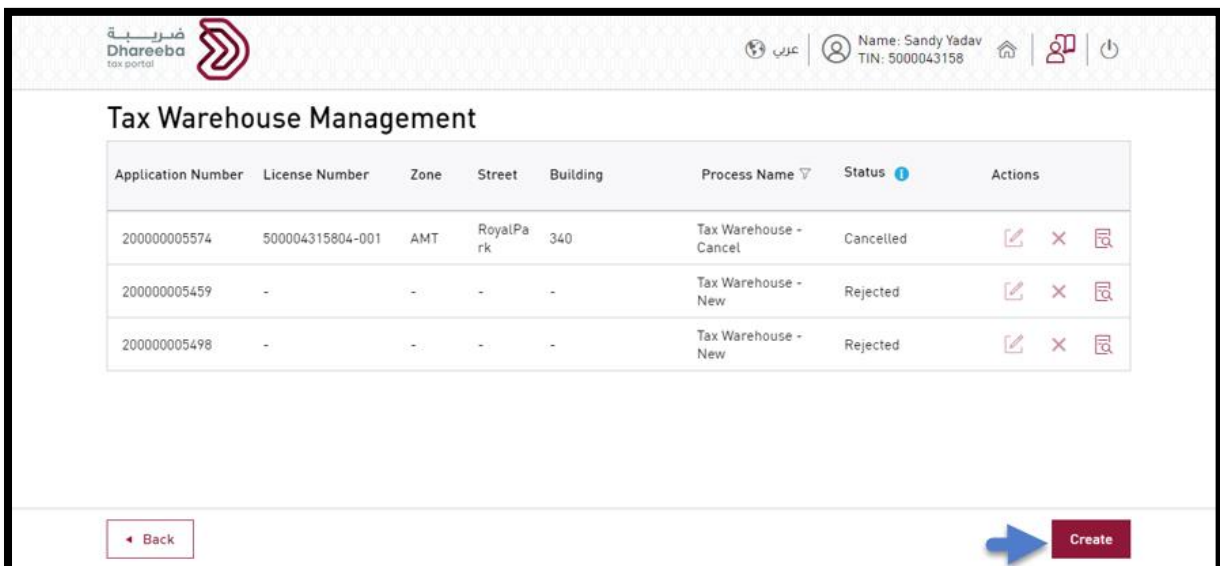 ضريبة
Dhareeba
tax portal
عربي
Name: Sandy Yadav
TIN: 5000043158
Tax Warehouse Management
Application Number License Number Zone Street Building Process Name Status Actions
200000005574 500004315804-001 AMT RoyalPa 340 Tax Warehouse - Cancelled
rk Cancel
200000005459 - - - - Tax Warehouse - Rejected
New
200000005498 - - - - Tax Warehouse - Rejected
New
Back
Create